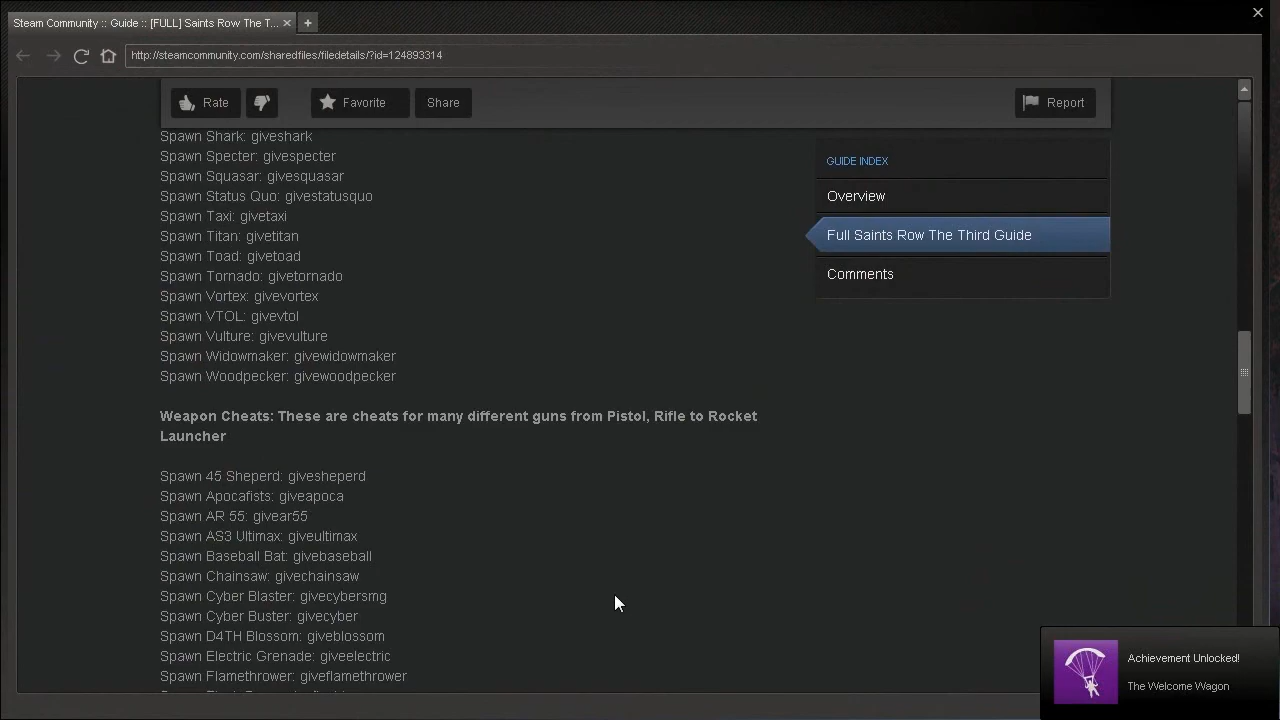 Steam Community :: Guide :: [FULL] Saints Row The T...
http://steamcommunity.com/sharedfiles/filedetails/?id=124893314
Rate
Favorite
Share
Report
Spawn Shark: giveshark
Spawn Specter: givespecter
Spawn Squasar: givesquasar
Spawn Status Quo: givestatusquo
Spawn Taxi: givetaxi
Spawn Titan: givetitan
Spawn Toad: givetoad
Spawn Tornado: givetornado
Spawn Vortex: givevortex
Spawn VTOL: givevtol
Spawn Vulture: givevulture
Spawn Widowmaker: givewidowmaker
Spawn Woodpecker: givewoodpecker
Weapon Cheats: These are cheats for many different guns from Pistol, Rifle to Rocket
Launcher
Spawn 45 Sheperd: givesheperd
Spawn Apocafists: giveapoca
Spawn AR 55: givear55
Spawn AS3 Ultimax: giveultimax
Spawn Baseball Bat: givebaseball
Spawn Chainsaw: givechainsaw
Spawn Cyber Blaster: givecybersmg
Spawn Cyber Buster: givecyber
Spawn D4TH Blossom: giveblossom
Spawn Electric Grenade: giveelectric
Spawn Flamethrower: giveflamethrower
GUIDE INDEX
Overview
Full Saints Row The Third Guide
Comments
Achievement Unlocked!
The Welcome Wagon